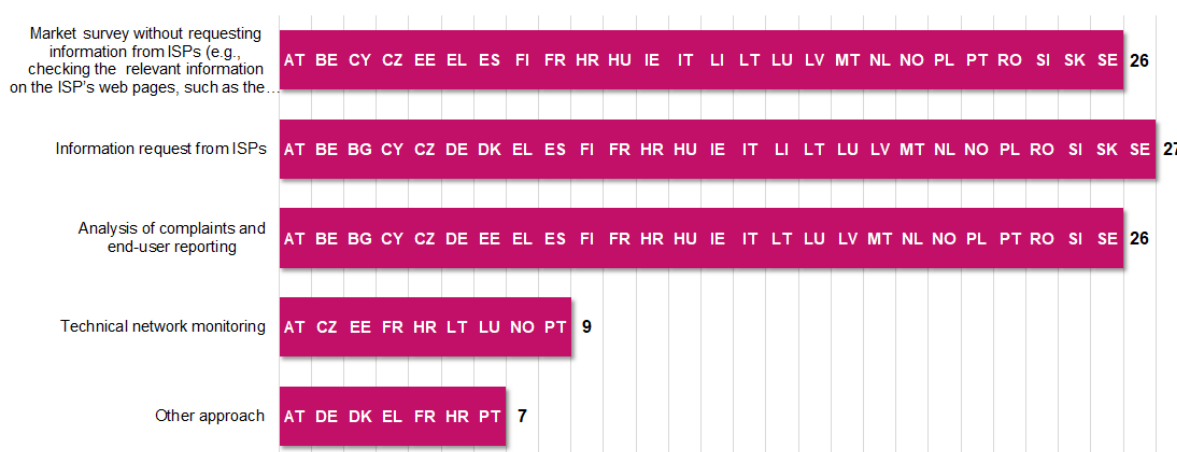 Market survey without requesting
information from ISPs (e.g.,
checking the relevant information
on the ISP's web pages, such as the…
AT BE CY CZ EE EL ES FI FR HR HU IE IT LI LT LU LV MT NL NO PL PT RO SI SK SE 26
Information request from ISPs
AT BE BG CY CZ DE DK EL ES FI FR HR HU IE IT LI LT LU LV MT NL NO PL RO SI SK SE 27
Analysis of complaints and
end-user reporting
AT BE BG CY CZ DE EE EL ES FI FR HR HU IE IT LT LU LV MT NL NO PL PT RO SI SE 26
Technical network monitoring
AT CZ EE FR HR LT LU NO PT 9
Other approach
AT DE DK EL FR HR PT 7